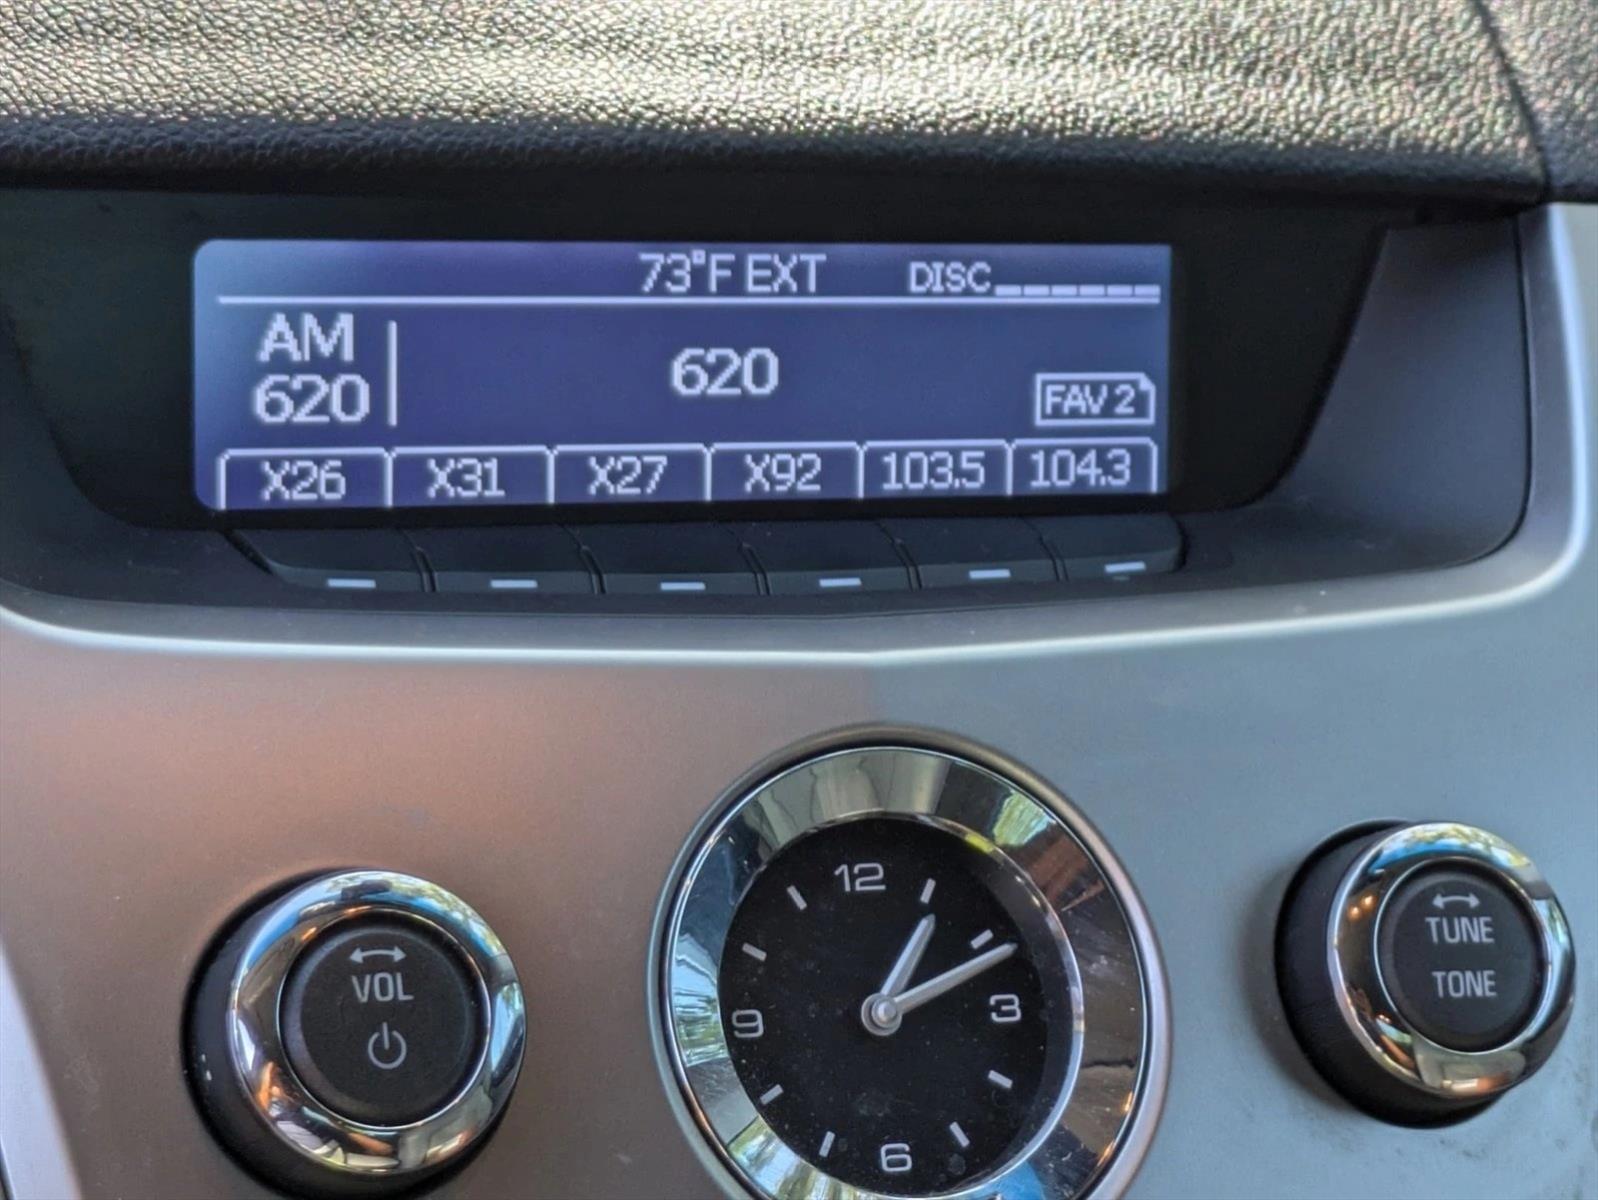 73°F EXT DISC
AM
620
620
FAV 2
X26 X31 X27 X92 103.5 104.3
VOL
12
3
6
9
TUNE
TONE